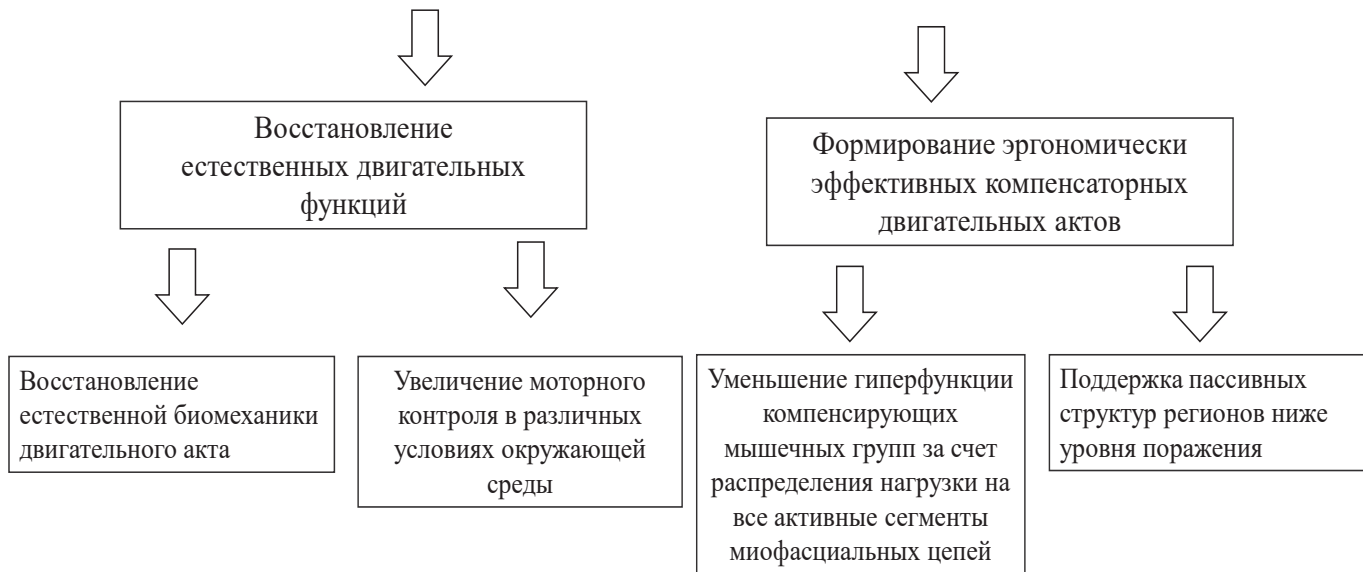 Восстановление
естественных двигательных
функций
Формирование эргономически
эффективных компенсаторных
двигательных актов
Восстановление
естественной биомеханики
двигательного акта
Увеличение моторного
контроля в различных
условиях окружающей
среды
Уменьшение гиперфункции
компенсирующих
мышечных групп за счет
распределения нагрузки на
все активные сегменты
миофасциальных цепей
Поддержка пассивных
структур регионов ниже
уровня поражения